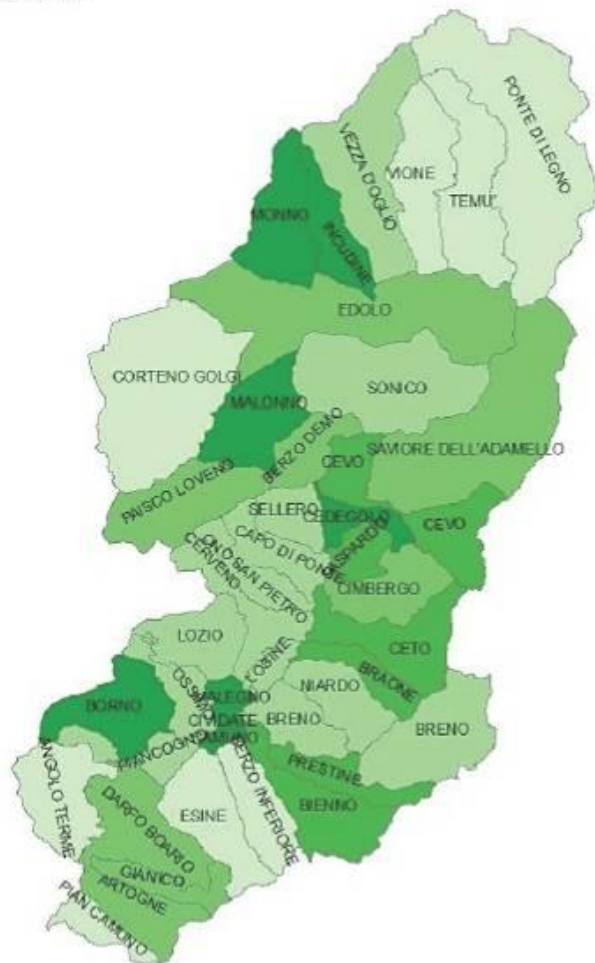 PONTE DI LEGNO
VEZZA D'OGLIO
VIONE
TEMU'
MONNO
INCUDINE
EDOLO
CORTENO GOLGI
SONICO
MALONNO
BERZO DEMO
CEVO
SAVIORE DELL'ADAMELLO
PAISCO LOVENO
SELLERO
CEDEGOLO
CEVO
PASPARDO
CAPO DI PONTE
ONO SAN PIETRO
CERVENO
CIMBERGO
LOZIO
LOSINE
CETO
BRAONE
OSSIMO
MALEGNO
NIARDO
BORNO
CIVIDATE
CAMUNO
BRENO
BRENO
PIANCOGNO
BERZO INFERIORE
PRESTINE
ANGOLO TERME
DARFO BOARIO
ESINE
BIENNO
GIANICO
ARTOGNE
PIAN CAMUNO